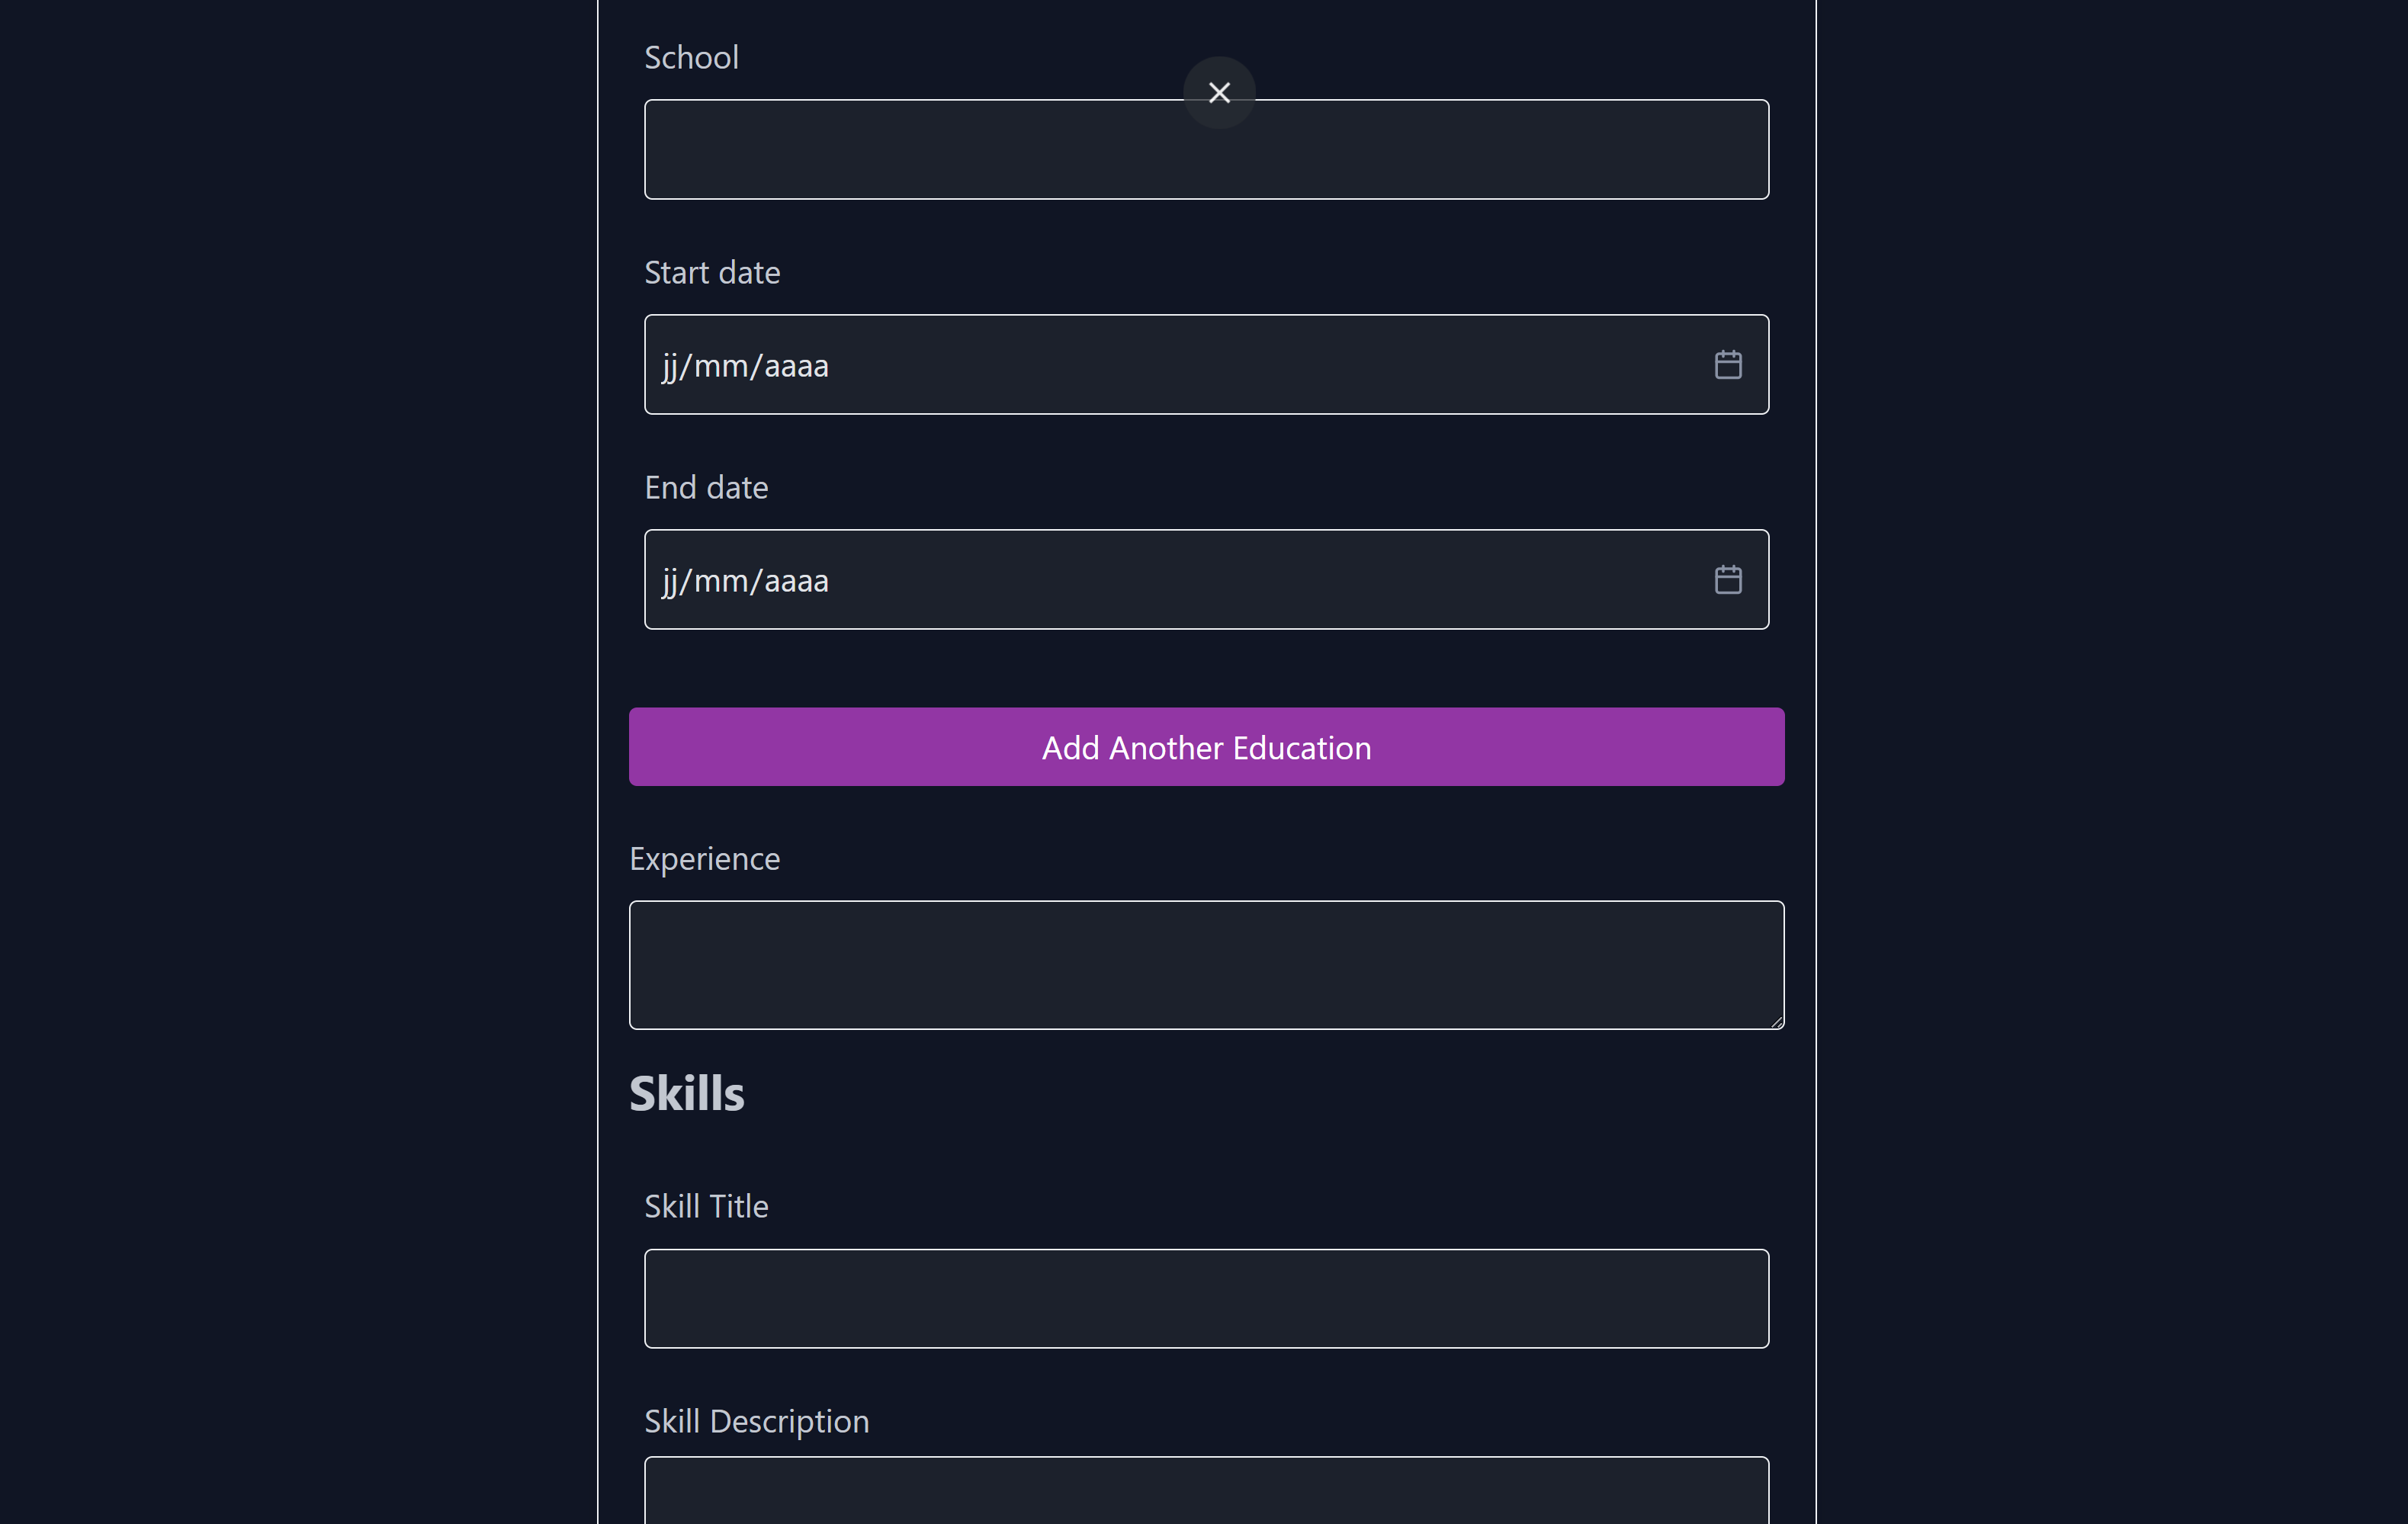 School
Start date
jj/mm/aaaa
End date
jj/mm/aaaa
Add Another Education
Experience
Skills
Skill Title
Skill Description